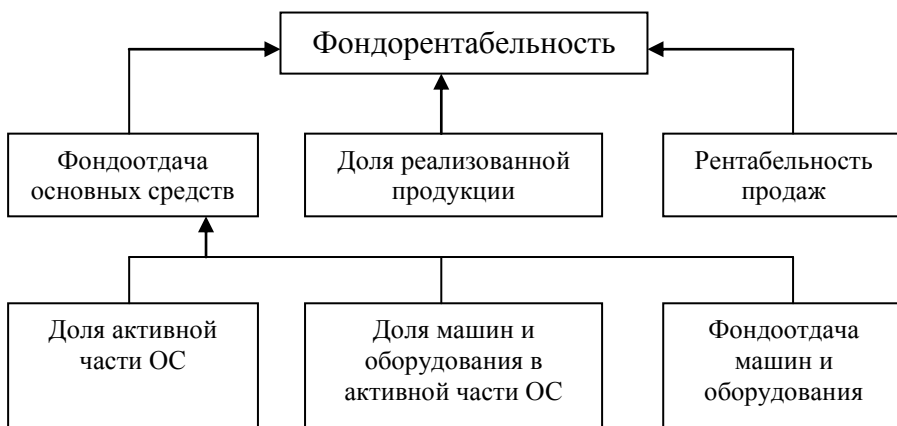 Фондорентабельность
Фондоотдача
основных средств
Доля реализованной
продукции
Рентабельность
продаж
Доля активной
части ОС
Доля машин и
оборудования в
активной части ОС
Фондоотдача
машин и
оборудования